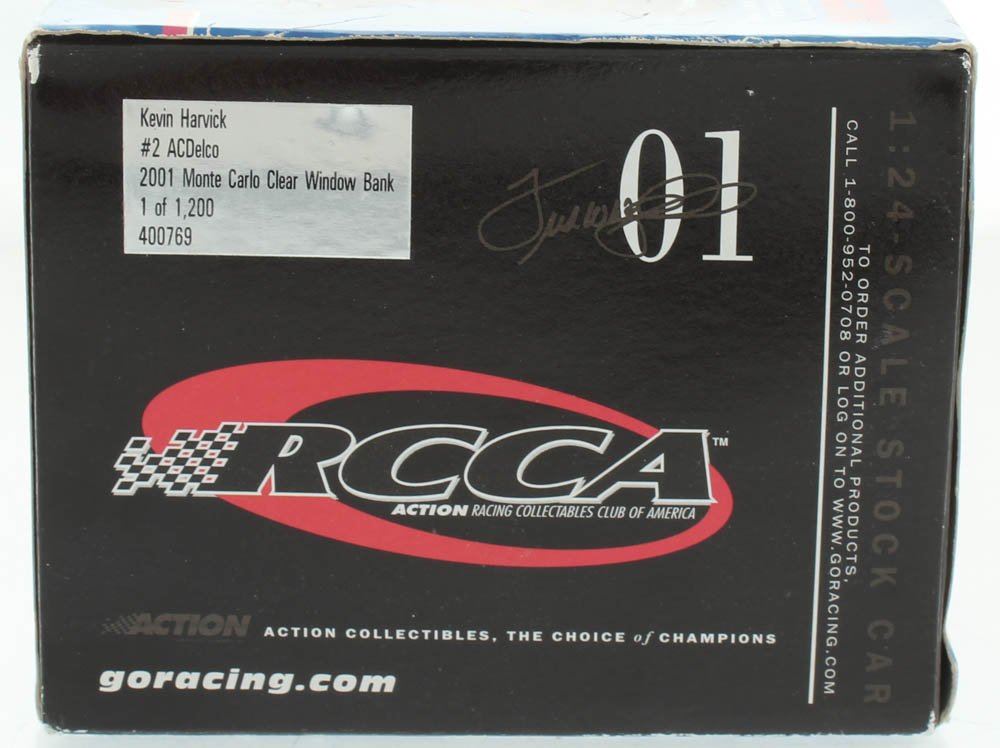 Kevin Harvick
#2 ACDelco
2001 Monte Carlo Clear Window Bank
1 of 1,200
400769
01
RCCA™
ACTION RACING COLLECTABLES CLUB OF AMERICA
ACTION
ACTION COLLECTIBLES, THE CHOICE of CHAMPIONS
goracing.com
1:24-SCALE STOCK CAR
TO ORDER ADDITIONAL PRODUCTS,
CALL 1-800-952-0708 OR LOG ON TO WWW.GORACING.COM